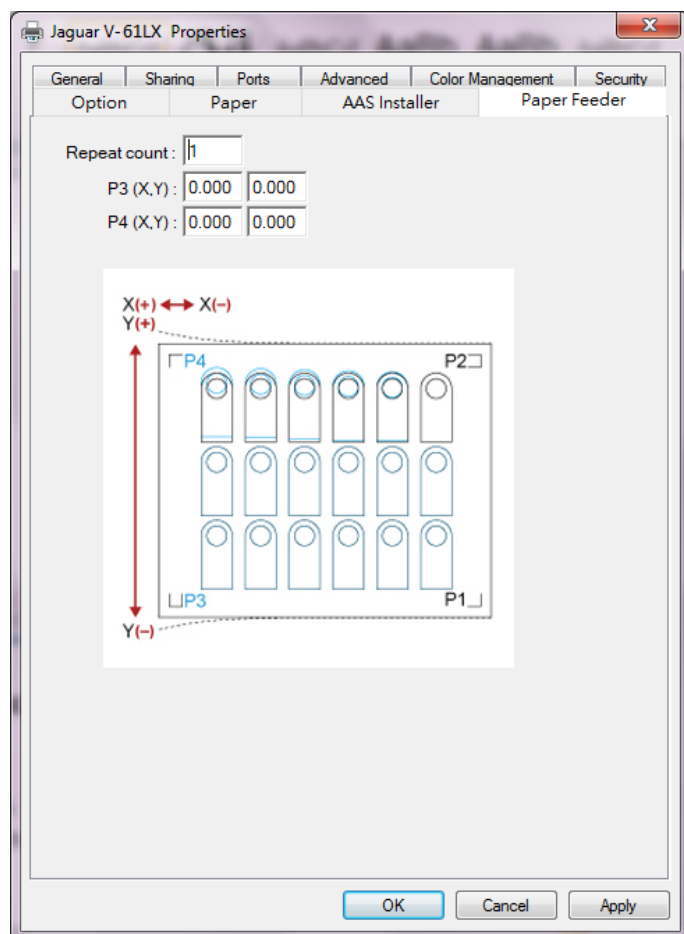 Jaguar V-61LX Properties
General Sharing Ports Advanced Color Management Security
Option Paper AAS Installer Paper Feeder
Repeat count : 1
P3 (X,Y) : 0.000 0.000
P4 (X,Y) : 0.000 0.000
X(+) X(−)
Y(+)
P4 P2
P3 P1
Y(−)
OK Cancel Apply